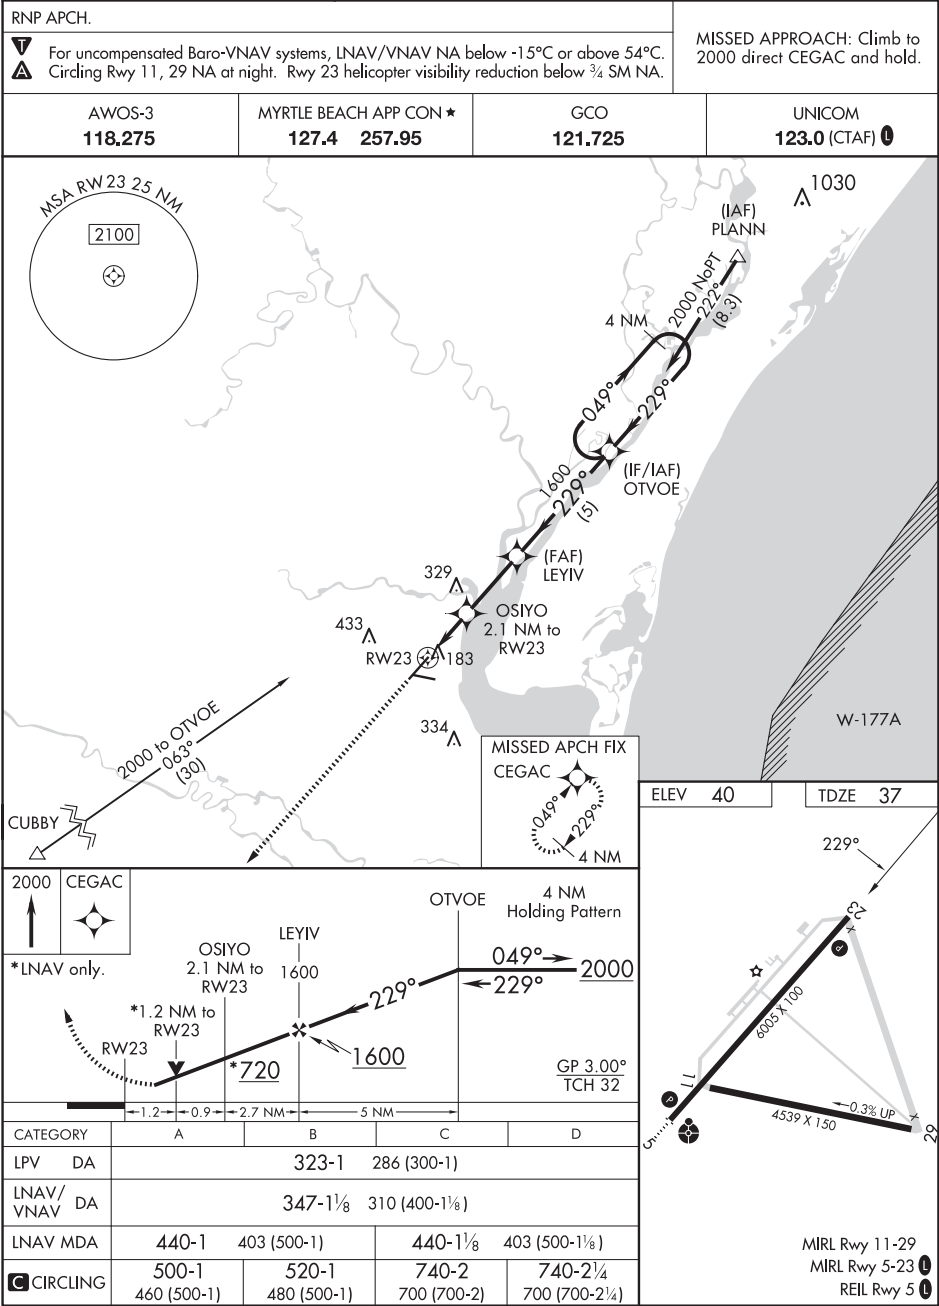 RNP APCH.
T
A
For uncompensated Baro-VNAV systems, LNAV/VNAV NA below -15°C or above 54°C.
Circling Rwy 11, 29 NA at night. Rwy 23 helicopter visibility reduction below ¾ SM NA.
MISSED APPROACH: Climb to
2000 direct CEGAC and hold.
AWOS-3
118.275
MYRTLE BEACH APP CON ★
127.4 257.95
GCO
121.725
UNICOM
123.0 (CTAF) L
MSA RW23 25 NM
2100
1030
(IAF)
PLANN
2000 NoPT
222°
(8.3)
4 NM
049°
229°
(IF/IAF)
OTVOE
1600
229°
(5)
(FAF)
LEYIV
329
OSIYO
2.1 NM to
RW23
433
RW23
183
334
2000 to OTVOE
063°
(30)
CUBBY
W-177A
MISSED APCH FIX
CEGAC
049°
229°
4 NM
ELEV 40
TDZE 37
229°
23
6005 X 100
11
0.3% UP
4539 X 150
29
5
P
P
MIRL Rwy 11-29
MIRL Rwy 5-23 L
REIL Rwy 5 L
2000
CEGAC
*LNAV only.
OTVOE
4 NM
Holding Pattern
LEYIV
1600
OSIYO
2.1 NM to
RW23
*1.2 NM to
RW23
RW23
049°
229°
2000
229°
1600
*720
GP 3.00°
TCH 32
1.2
0.9
2.7 NM
5 NM
CATEGORY A B C D
LPV DA 323-1 286 (300-1)
LNAV/
VNAV DA 347-1⅛ 310 (400-1⅛)
LNAV MDA 440-1 403 (500-1) 440-1⅛ 403 (500-1⅛)
C CIRCLING 500-1 520-1 740-2 740-2¼
460 (500-1) 480 (500-1) 700 (700-2) 700 (700-2¼)